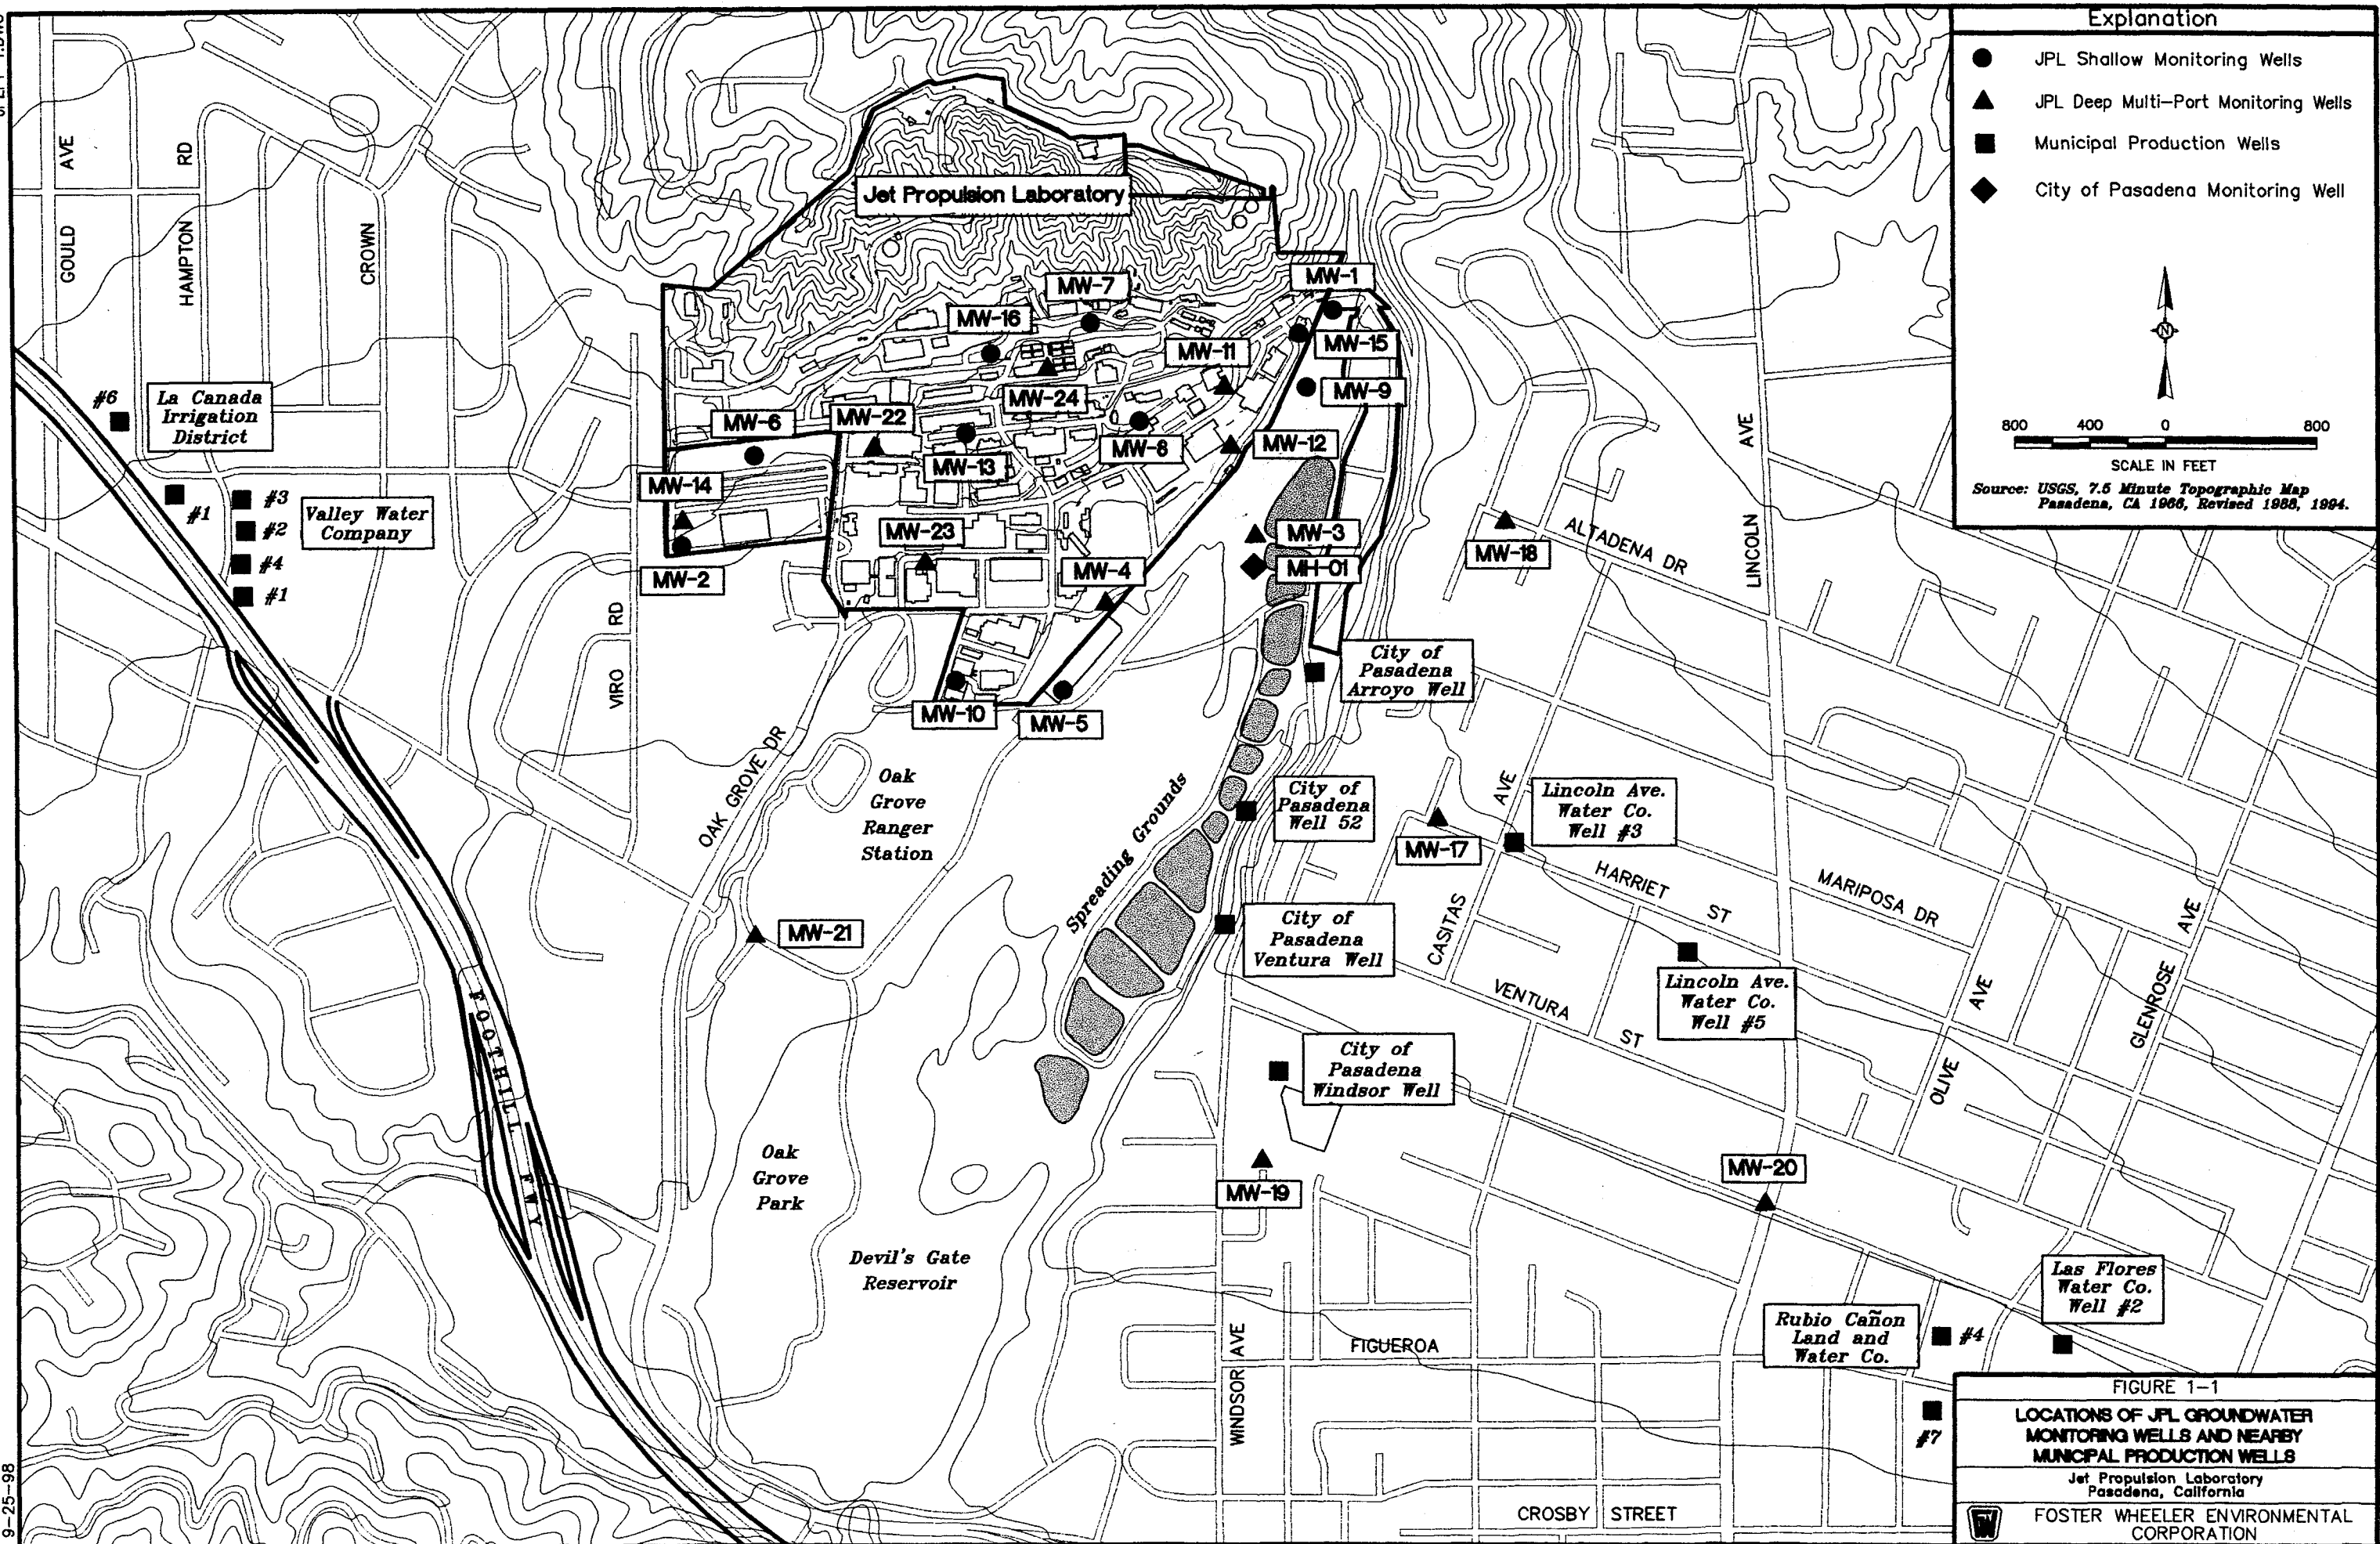 Explanation
JPL Shallow Monitoring Wells
JPL Deep Multi-Port Monitoring Wells
Municipal Production Wells
City of Pasadena Monitoring Well
N
800 400 0 800
SCALE IN FEET
Source: USGS, 7.5 Minute Topographic Map
Pasadena, CA 1966, Revised 1988, 1994.
GOULD AVE
HAMPTON RD
CROWN
Jet Propulsion Laboratory
MW-1
MW-7
MW-16
MW-15
MW-11
MW-9
MW-24
MW-6
MW-22
MW-8
MW-12
MW-13
MW-14
MW-23
MW-3
MH-01
MW-4
MW-2
MW-18
MW-10
MW-5
#6
La Canada
Irrigation
District
#1
#3
#2
#4
#1
Valley Water
Company
VIRO RD
ALTADENA DR
LINCOLN AVE
City of
Pasadena
Arroyo Well
OAK GROVE DR
Oak
Grove
Ranger
Station
Spreading Grounds
City of
Pasadena
Well 52
MW-17
CASITAS AVE
Lincoln Ave.
Water Co.
Well #3
HARRIET ST
MARIPOSA DR
MW-21
City of
Pasadena
Ventura Well
VENTURA ST
Lincoln Ave.
Water Co.
Well #5
OLIVE AVE
GLENROSE AVE
FOOTHILL FWY
City of
Pasadena
Windsor Well
Oak
Grove
Park
MW-19
MW-20
Devil's Gate
Reservoir
Las Flores
Water Co.
Well #2
Rubio Cañon
Land and
Water Co.
#4
#7
WINDSOR AVE
FIGUEROA
CROSBY STREET
FIGURE 1-1
LOCATIONS OF JPL GROUNDWATER
MONITORING WELLS AND NEARBY
MUNICIPAL PRODUCTION WELLS
Jet Propulsion Laboratory
Pasadena, California
FW
FOSTER WHEELER ENVIRONMENTAL
CORPORATION
9-25-98